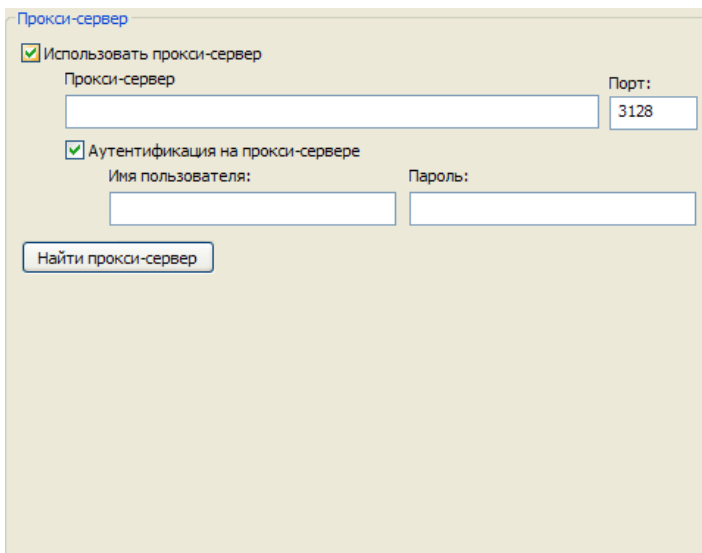 Прокси-сервер
Использовать прокси-сервер
Прокси-сервер
Порт:
3128
Аутентификация на прокси-сервере
Имя пользователя:
Пароль:
Найти прокси-сервер